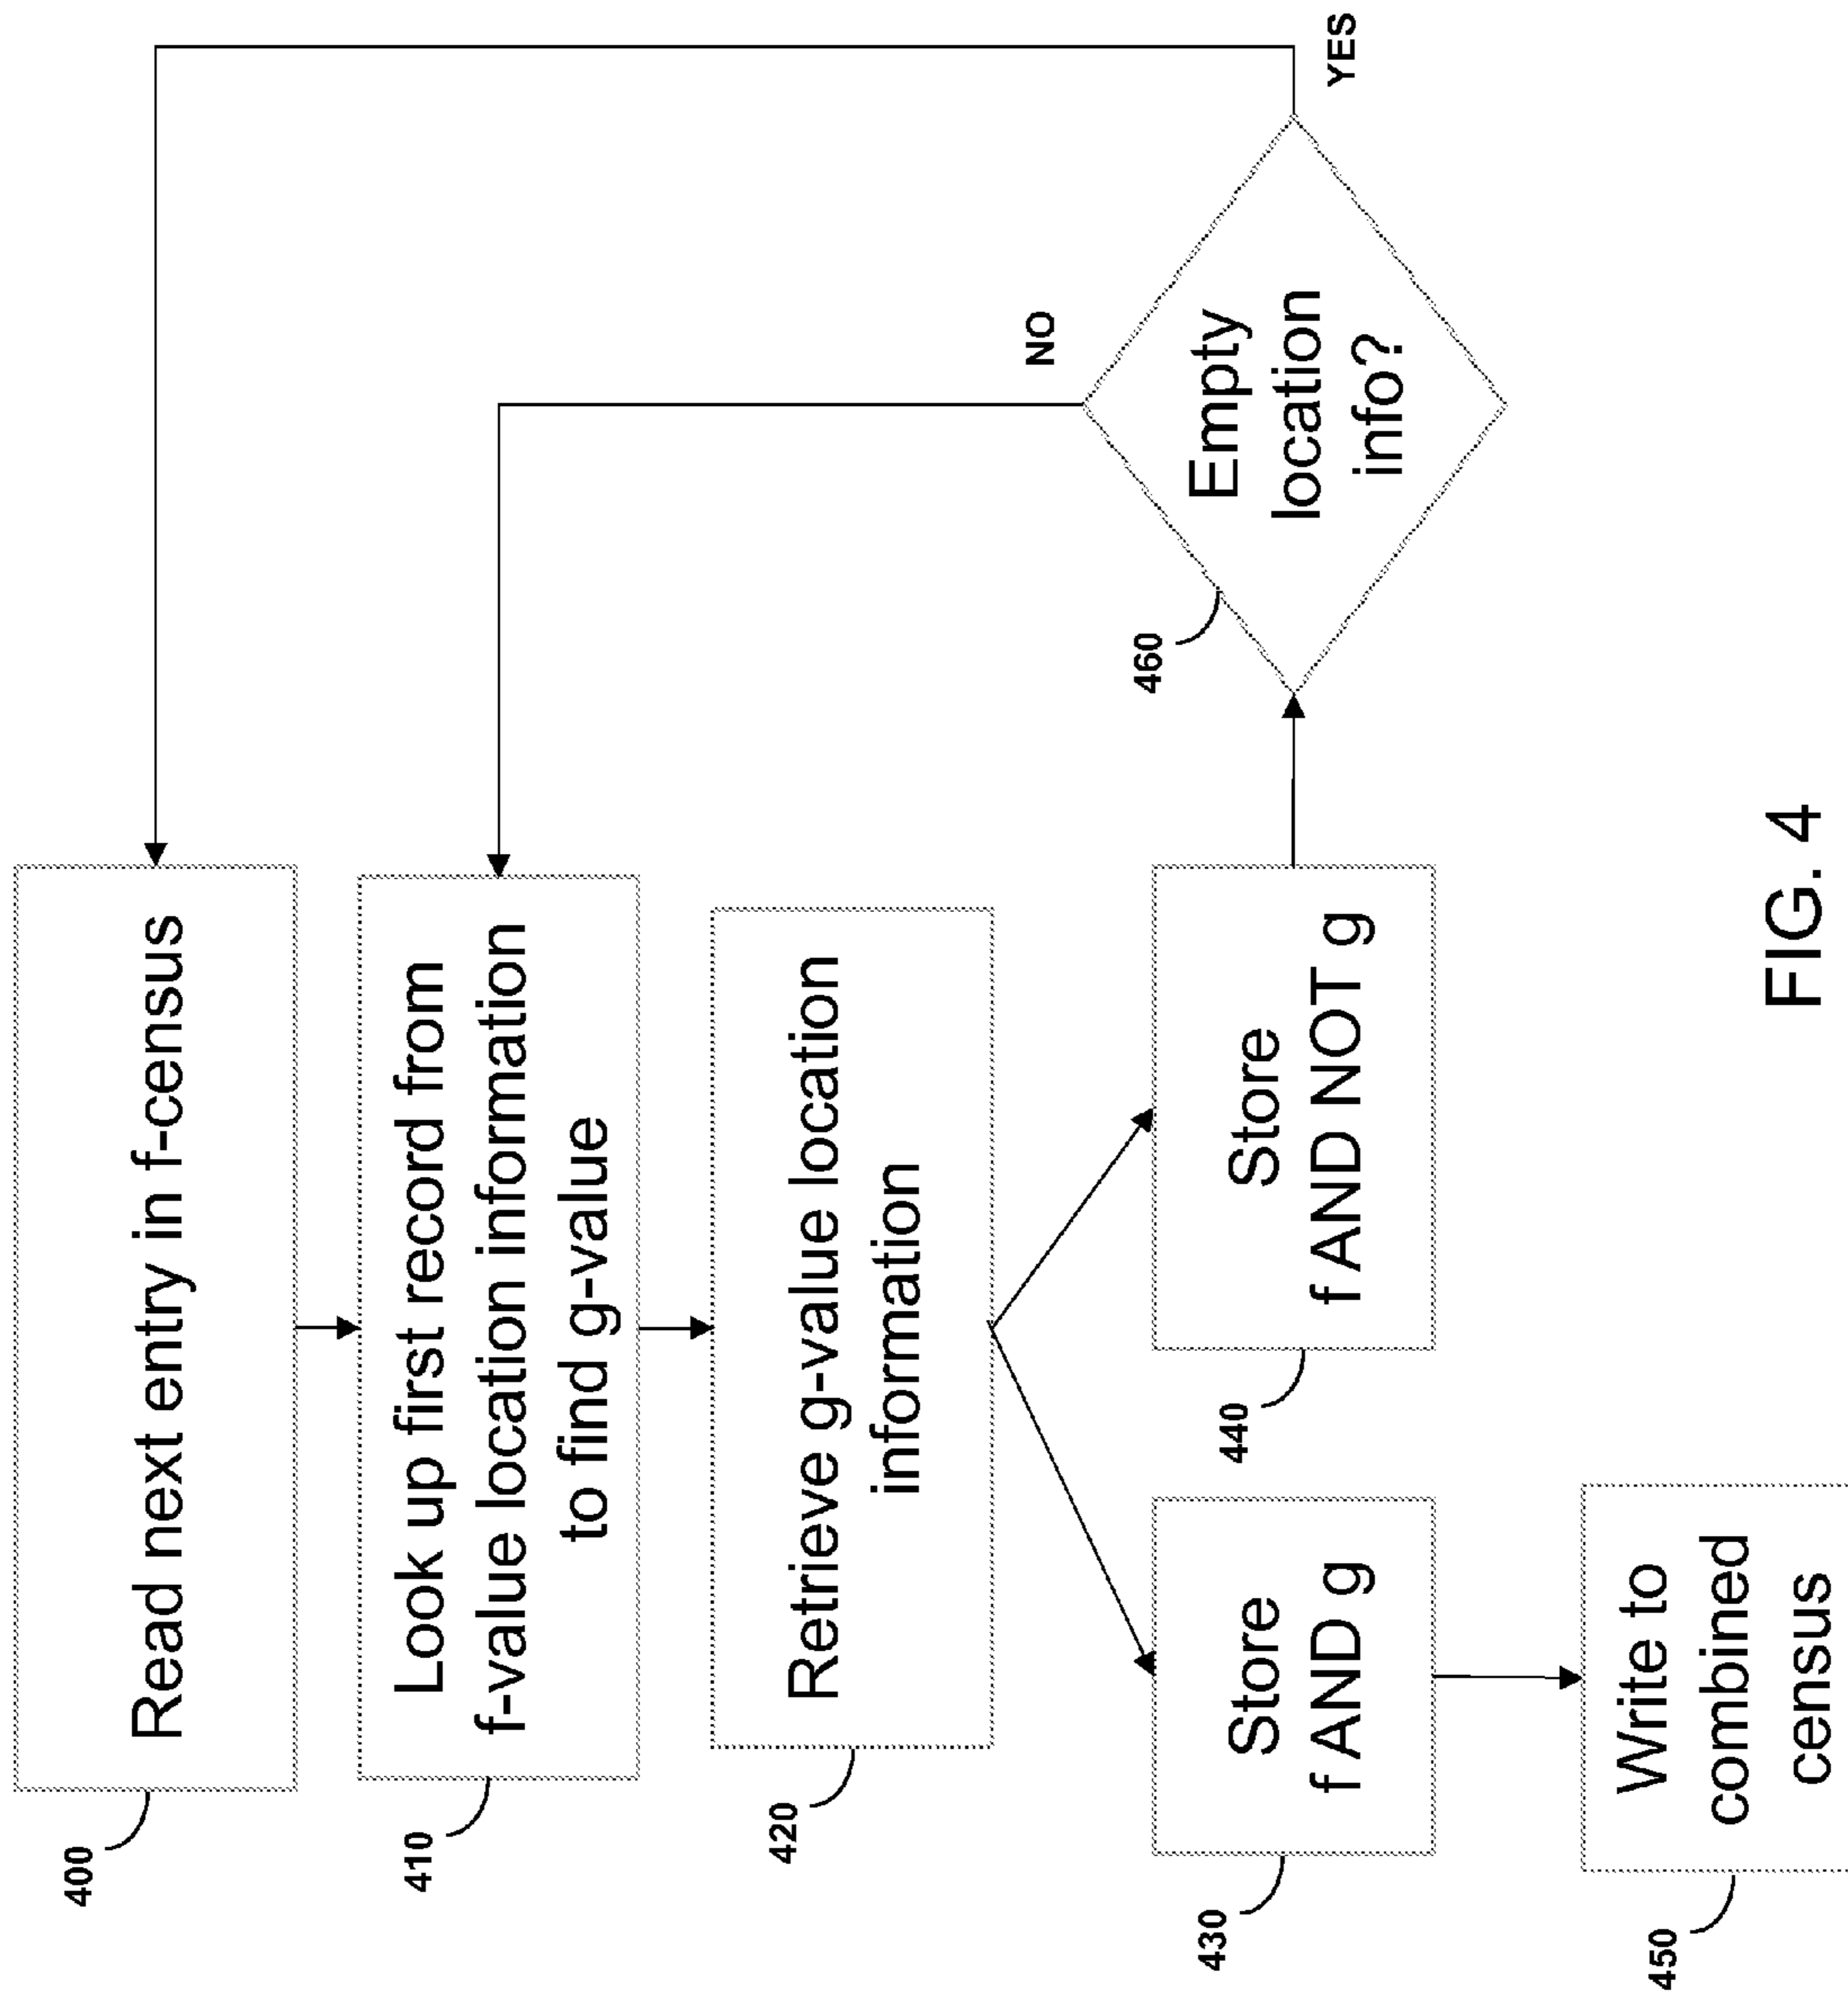 400
Read next entry in f-census
410
Look up first record from
f-value location information
to find g-value
420
Retrieve g-value location
information
430
Store
f AND g
440
Store
f AND NOT g
450
Write to
combined
census
460
Empty
location
info?
NO
YES
FIG. 4